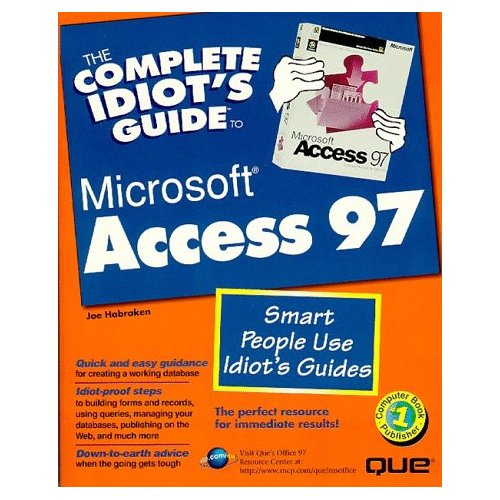 THE
COMPLETE
IDIOT'S
GUIDE™ TO
Microsoft®
Access 97
Microsoft
Microsoft
Access 97
Joe Habraken
Smart
People Use
Idiot's Guides
Quick and easy guidance
for creating a working database
Idiot-proof steps
to building forms and records,
using queries, managing your
databases, publishing on the
Web, and much more
Down-to-earth advice
when the going gets tough
The perfect resource
for immediate results!
Computer Book
#1
Publisher
.com
Visit Que's Office 97
Resource Center at:
http://www.mcp.com/que/msoffice
QUE®